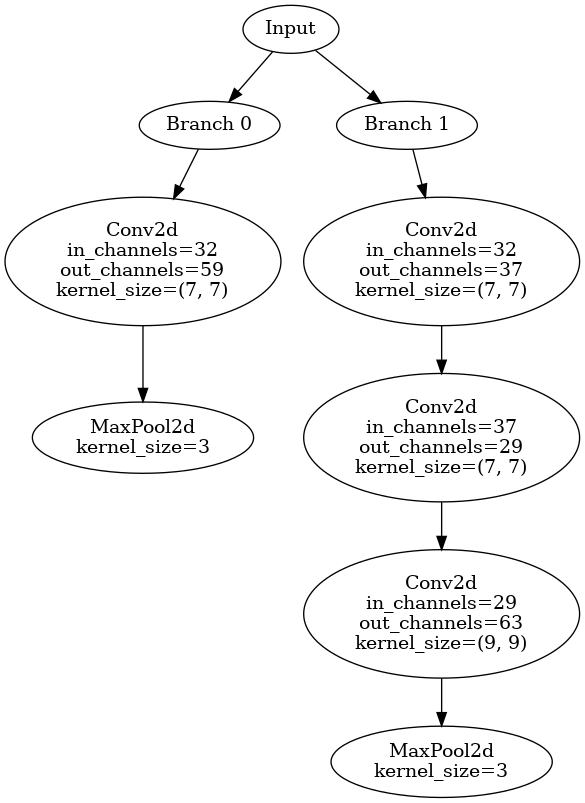 Input
Branch 0
Branch 1
Conv2d
in_channels=32
out_channels=59
kernel_size=(7, 7)
Conv2d
in_channels=32
out_channels=37
kernel_size=(7, 7)
MaxPool2d
kernel_size=3
Conv2d
in_channels=37
out_channels=29
kernel_size=(7, 7)
Conv2d
in_channels=29
out_channels=63
kernel_size=(9, 9)
MaxPool2d
kernel_size=3